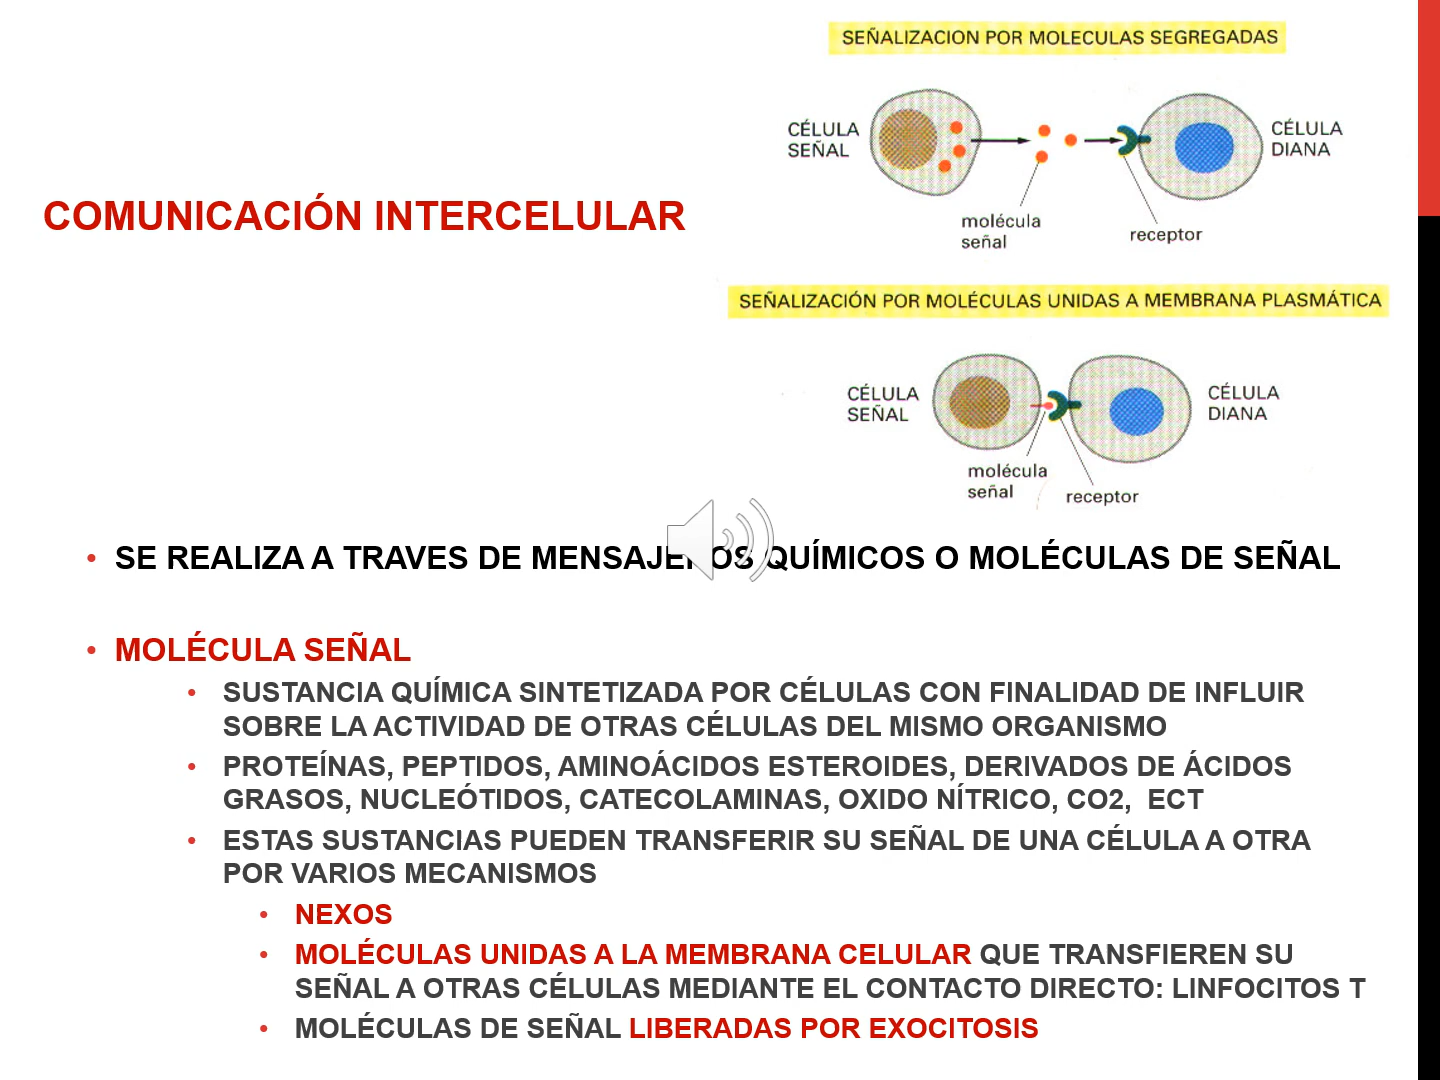 SEÑALIZACION POR MOLECULAS SEGREGADAS
CÉLULA
SEÑAL
CÉLULA
DIANA
molécula
señal
receptor
COMUNICACIÓN INTERCELULAR
SEÑALIZACIÓN POR MOLÉCULAS UNIDAS A MEMBRANA PLASMÁTICA
CÉLULA
SEÑAL
CÉLULA
DIANA
molécula
señal
receptor
• SE REALIZA A TRAVES DE MENSAJEROS QUÍMICOS O MOLÉCULAS DE SEÑAL
• MOLÉCULA SEÑAL
• SUSTANCIA QUÍMICA SINTETIZADA POR CÉLULAS CON FINALIDAD DE INFLUIR
SOBRE LA ACTIVIDAD DE OTRAS CÉLULAS DEL MISMO ORGANISMO
• PROTEÍNAS, PEPTIDOS, AMINOÁCIDOS ESTEROIDES, DERIVADOS DE ÁCIDOS
GRASOS, NUCLEÓTIDOS, CATECOLAMINAS, OXIDO NÍTRICO, CO2, ECT
• ESTAS SUSTANCIAS PUEDEN TRANSFERIR SU SEÑAL DE UNA CÉLULA A OTRA
POR VARIOS MECANISMOS
• NEXOS
• MOLÉCULAS UNIDAS A LA MEMBRANA CELULAR QUE TRANSFIEREN SU
SEÑAL A OTRAS CÉLULAS MEDIANTE EL CONTACTO DIRECTO: LINFOCITOS T
• MOLÉCULAS DE SEÑAL LIBERADAS POR EXOCITOSIS